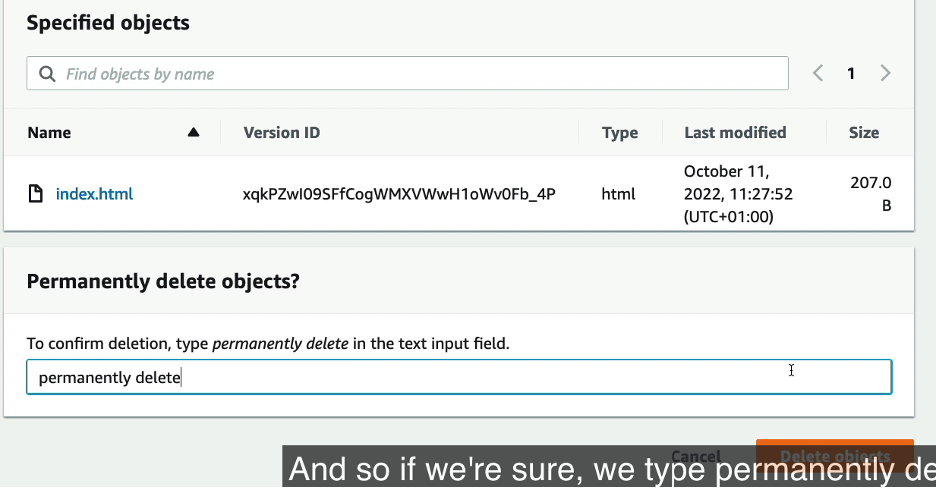 Specified objects
Find objects by name
1
Name Version ID Type Last modified Size
index.html xqkPZwI09SFfCogWMXVWwH1oWv0Fb_4P html October 11, 2022, 11:27:52 (UTC+01:00) 207.0 B
Permanently delete objects?
To confirm deletion, type permanently delete in the text input field.
permanently delete
Cancel Delete objects
And so if we're sure, we type permanently de